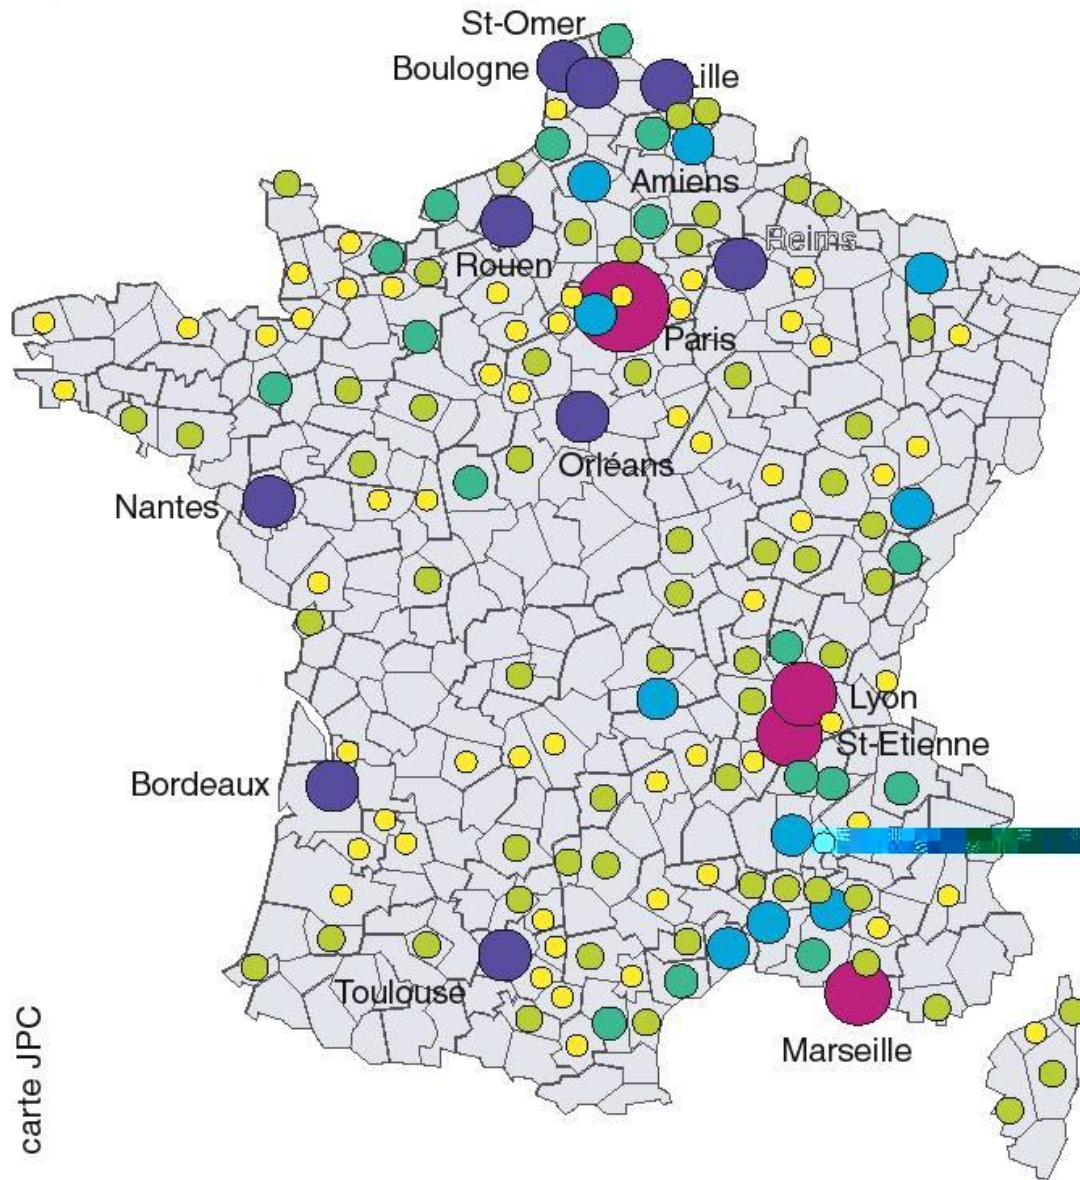 St-Omer
Boulogne
Lille
Amiens
Reims
Rouen
Paris
Orléans
Nantes
Lyon
St-Etienne
Bordeaux
Toulouse
Marseille
carte JPC